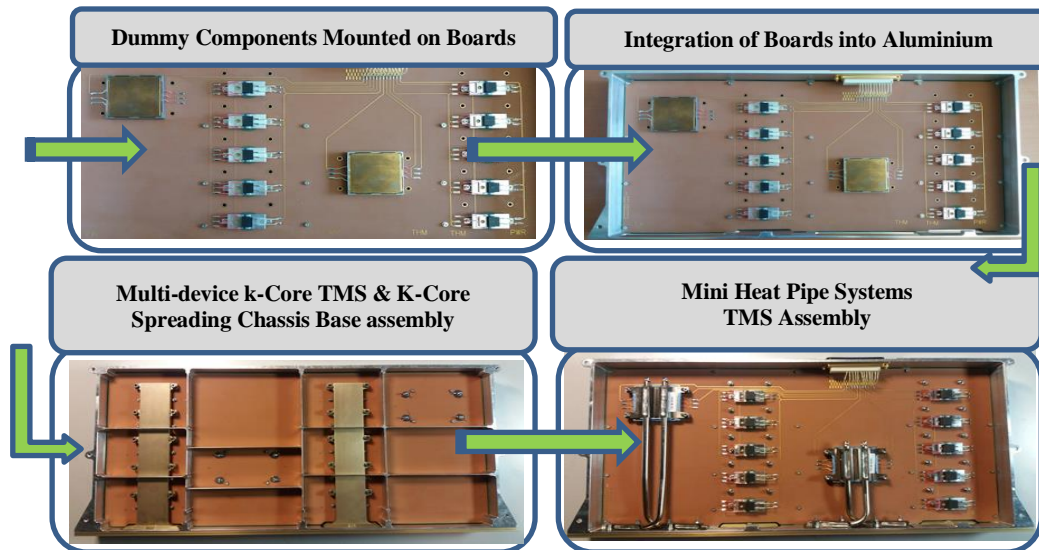 Dummy Components Mounted on Boards
Integration of Boards into Aluminium
THM
THM
PWR
Multi-device k-Core TMS & K-Core
Spreading Chassis Base assembly
Mini Heat Pipe Systems
TMS Assembly